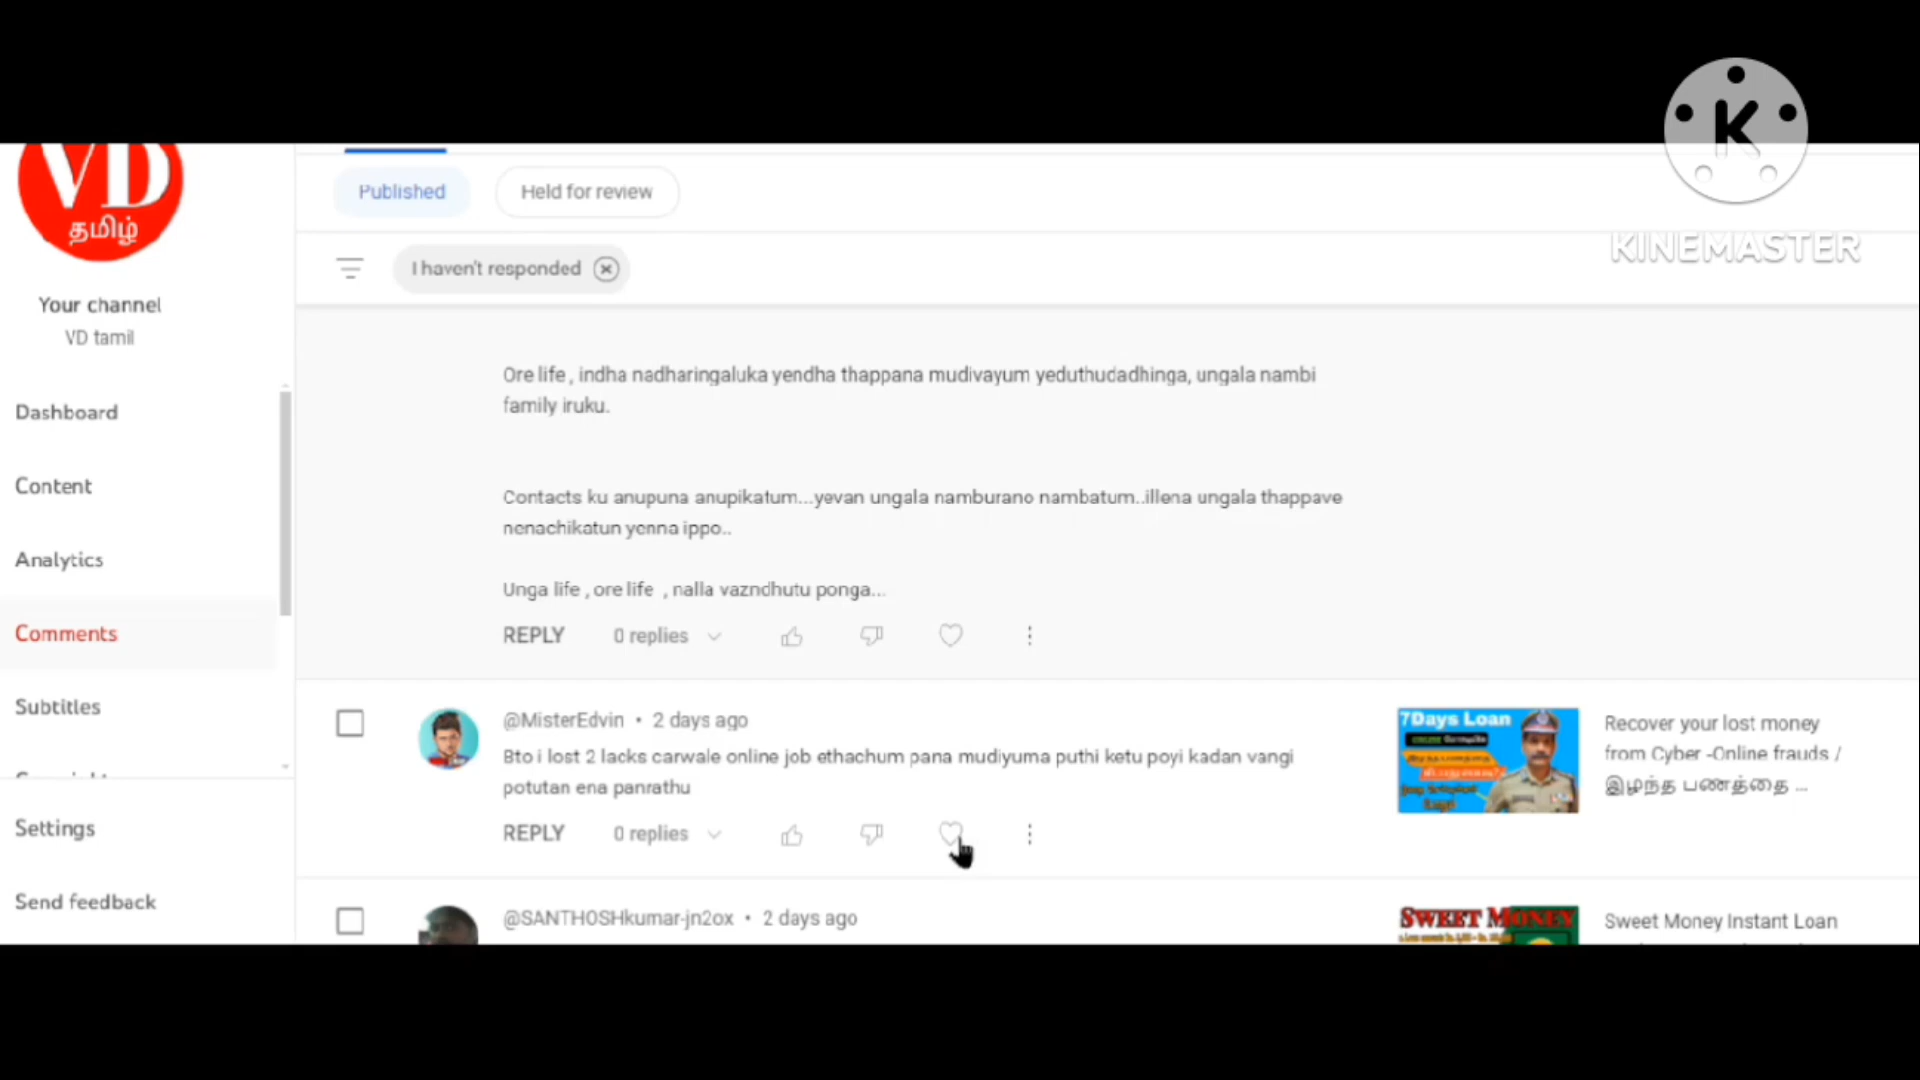 K
KINEMASTER
VD
தமிழ்
Your channel
VD tamil
Dashboard
Content
Analytics
Comments
Subtitles
Settings
Send feedback
Published
Held for review
I haven't responded
Ore life , indha nadharingaluka yendha thappana mudivayum yeduthudadhinga, ungala nambi
family iruku.
Contacts ku anupuna anupikatum...yevan ungala namburano nambatum..illena ungala thappave
nenachikatun yenna ippo..
Unga life , ore life , nalla vazndhutu ponga...
REPLY 0 replies
@MisterEdvin • 2 days ago
Bto i lost 2 lacks carwale online job ethachum pana mudiyuma puthi ketu poyi kadan vangi
potutan ena panrathu
REPLY 0 replies
7Days Loan
Recover your lost money
from Cyber -Online frauds /
இழந்த பணத்தை ...
@SANTHOSHkumar-jn2ox • 2 days ago
SWEET MONEY
Sweet Money Instant Loan